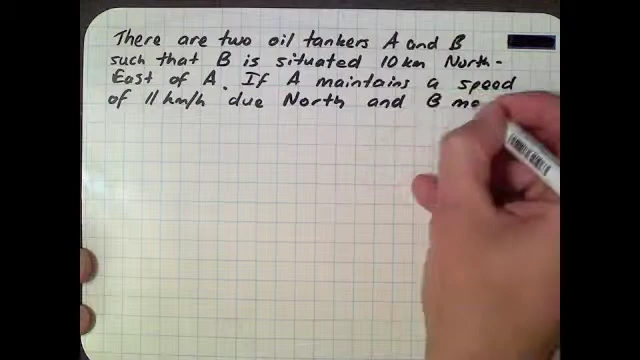 There are two oil tankers A and B
such that B is situated 10 km North-
East of A. If A maintains a speed
of 11 km/h due North and B